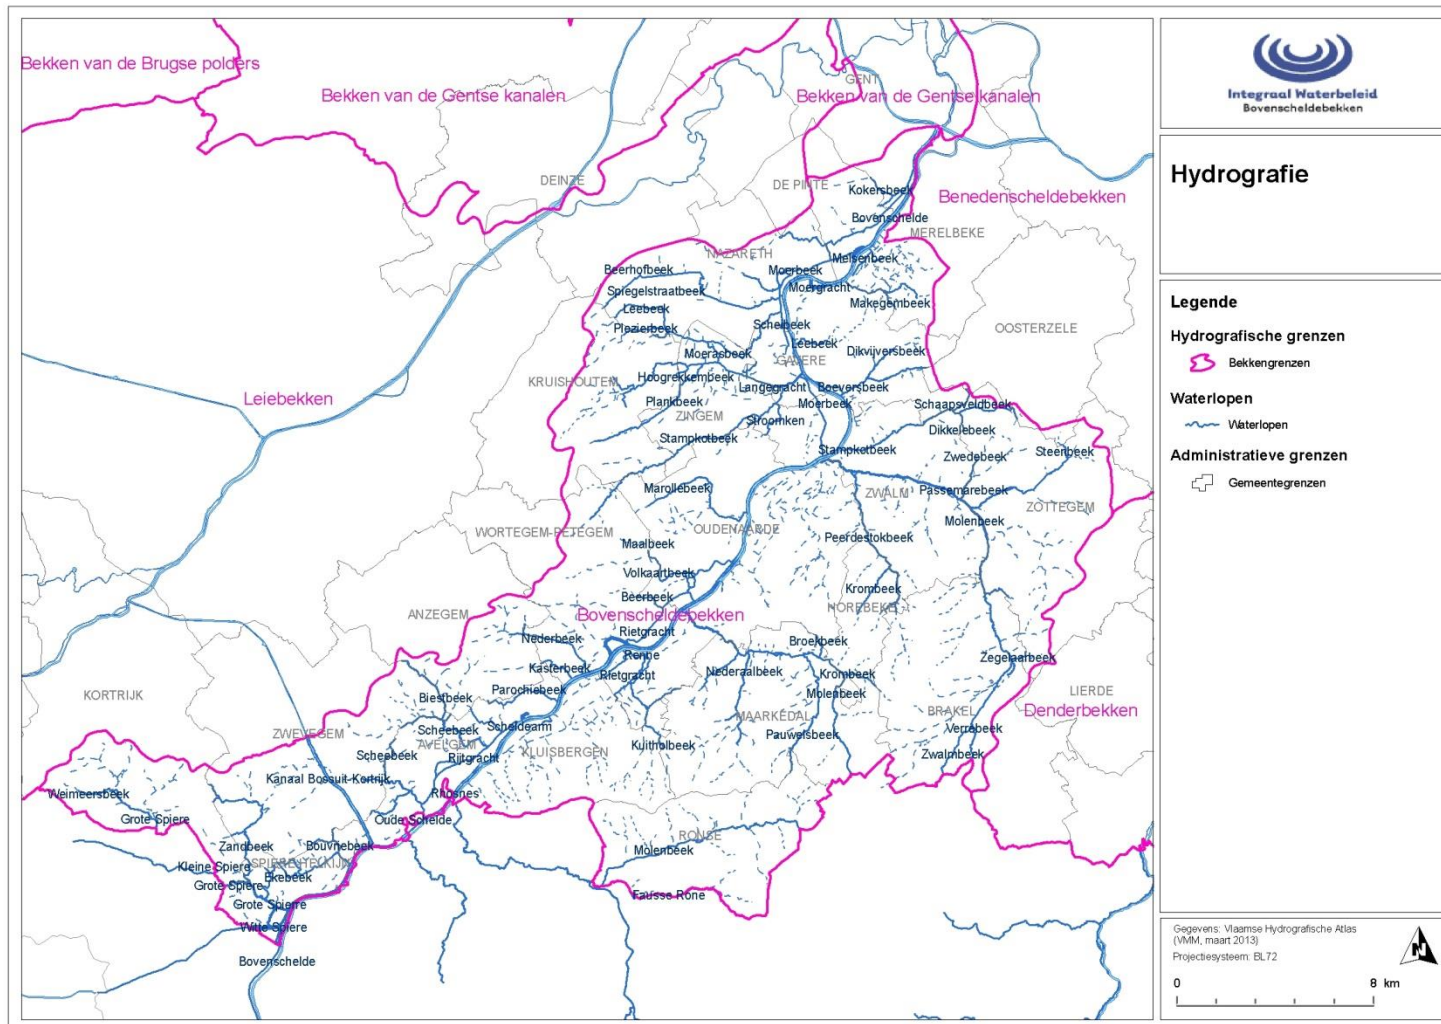 Bekken van de Brugse polders
Bekken van de Gentse kanalen
GENT
Bekken van de Gentse kanalen
DEINZE
DE PINTE
Kokersbeek
Benedenscheldebekken
Bovenschelde
MERELBEKE
NAZARETH
Melsenbeek
Beerhofbeek
Moerbeek
Spiegelstraatbeek
Moergracht
Makegembeek
Leebeek
Plezierbeek
Schelbeek
OOSTERZELE
Leebeek
Dikvijversbeek
Moerasbeek
GAVERE
KRUISHOUTEM
Hoogrekkembeek
Langegracht
Boeversbeek
Leiebekken
Plankbeek
Moerbeek
Schaapsveldbeek
ZINGEM
Stroomken
Dikkelebeek
Stampkotbeek
Stampkotbeek
Zwedebeek
Steenbeek
Marollebeek
ZWALM
Passemarebeek
ZOTTEGEM
Molenbeek
WORTEGEM-PETEGEM
OUDENAARDE
Maalbeek
Peerdestokbeek
Volkaartbeek
Krombeek
Beerbeek
HOREBEKE
ANZEGEM
Bovenscheldebekken
Rietgracht
Nederbeek
Broekbeek
Ronne
Zegelaarbeek
Kasterbeek
Rietgracht
Nederaalbeek
Krombeek
KORTRIJK
Biestbeek
Parochiebeek
Molenbeek
LIERDE
MAARKEDAL
BRAKEL
Denderbekken
Scheldearm
Scheebeek
Verrebeek
ZWEVEGEM
Pauwelsbeek
AVELGEM
Kuitholbeek
KLUISBERGEN
Scheebeek
Rijtgracht
Zwalmbeek
Kanaal Bossuit-Kortrijk
Weimeersbeek
Rhosnes
Grote Spiere
Oude Schelde
RONSE
Zandbeek
Bouvriebeek
Molenbeek
Kleine Spiere
SPIERE-HELKIJN
Ekebeek
Grote Spiere
Fausse Rone
Grote Spierre
Witte Spiere
Bovenschelde
Integraal Waterbeleid
Bovenscheldebekken
Hydrografie
Legende
Hydrografische grenzen
Bekkengrenzen
Waterlopen
Waterlopen
Administratieve grenzen
Gemeentegrenzen
Gegevens: Vlaamse Hydrografische Atlas
(VMM, maart 2013)
Projectiesysteem: BL72
N
0 8 km